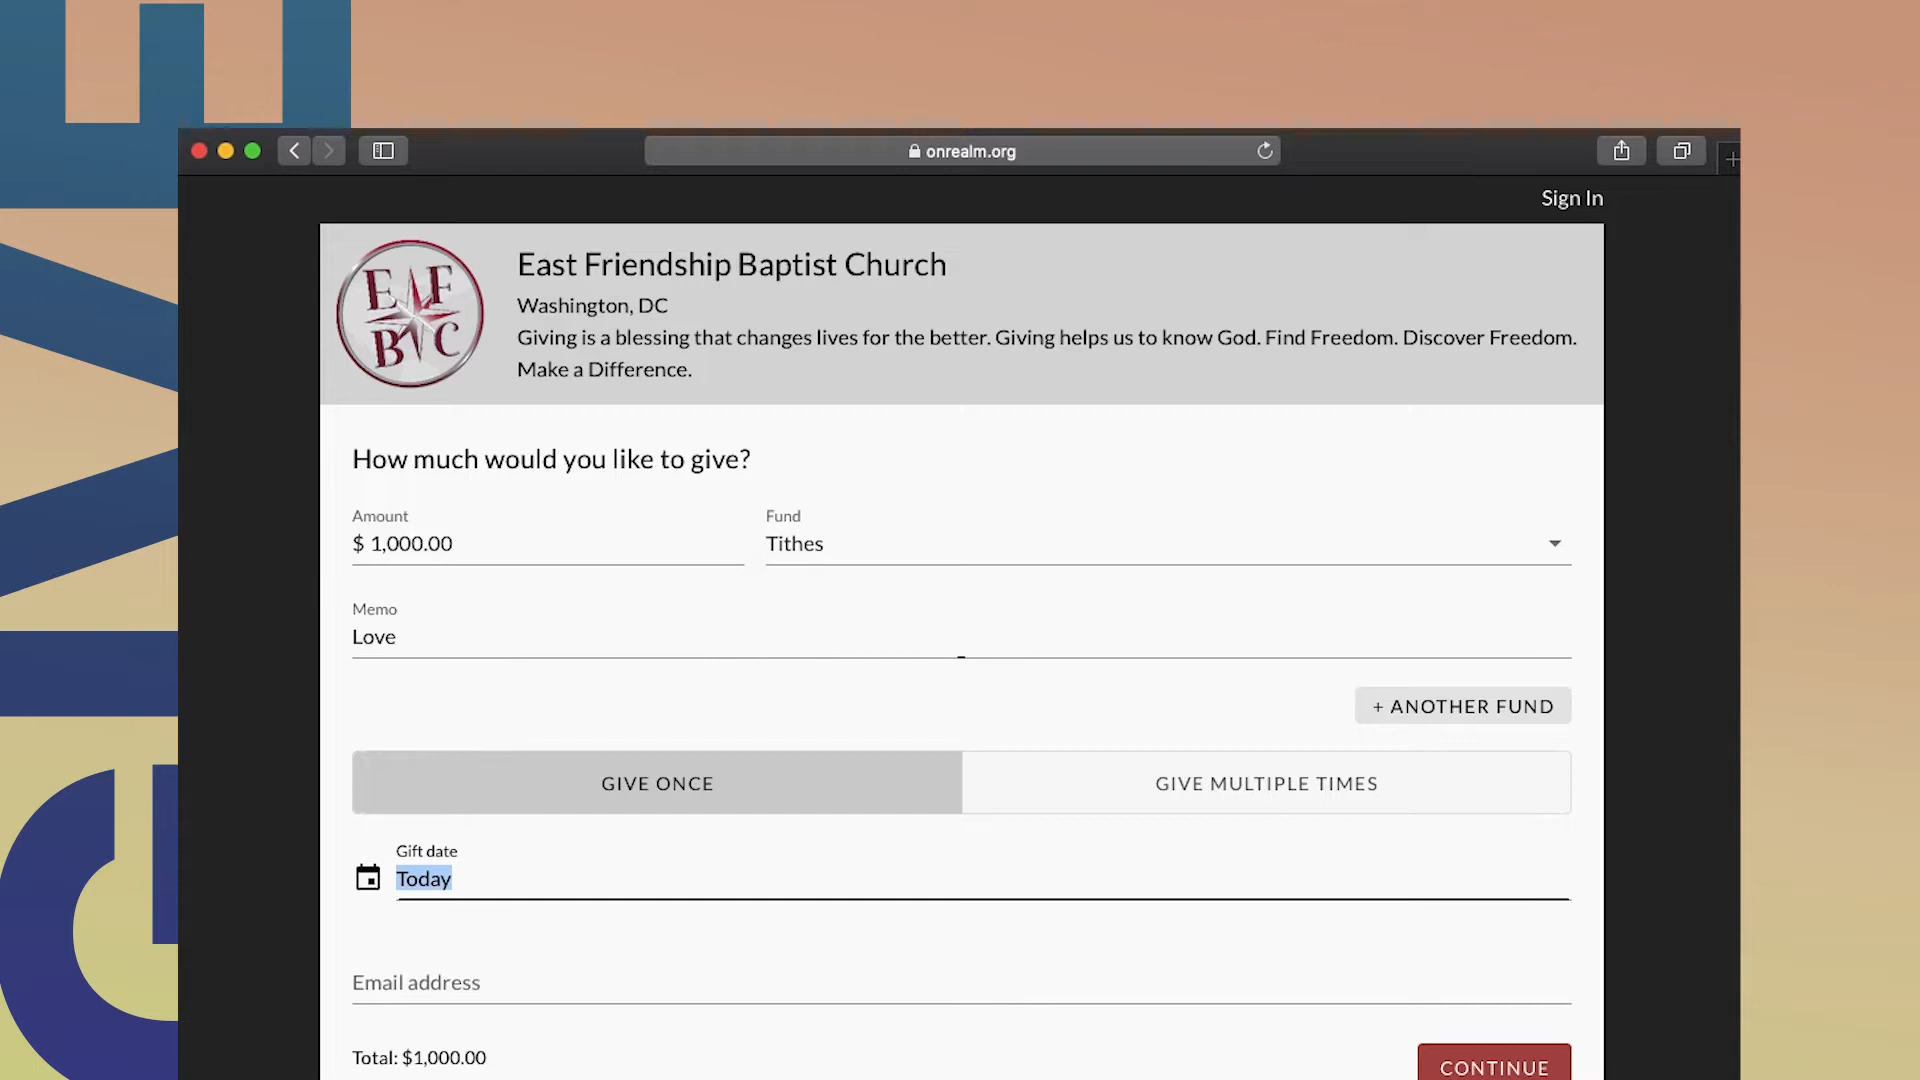 GIVE
onrealm.org
Sign In
E F
B C
East Friendship Baptist Church
Washington, DC
Giving is a blessing that changes lives for the better. Giving helps us to know God. Find Freedom. Discover Freedom.
Make a Difference.
How much would you like to give?
Amount
$ 1,000.00
Fund
Tithes
Memo
Love
+ ANOTHER FUND
GIVE ONCE
GIVE MULTIPLE TIMES
Gift date
Today
Email address
Total: $1,000.00
CONTINUE